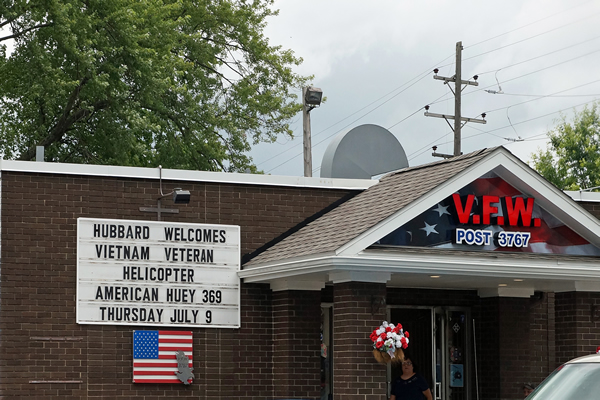 HUBBARD WELCOMES
VIETNAM VETERAN
HELICOPTER
AMERICAN HUEY 369
THURSDAY JULY 9
V.F.W.
POST 3767